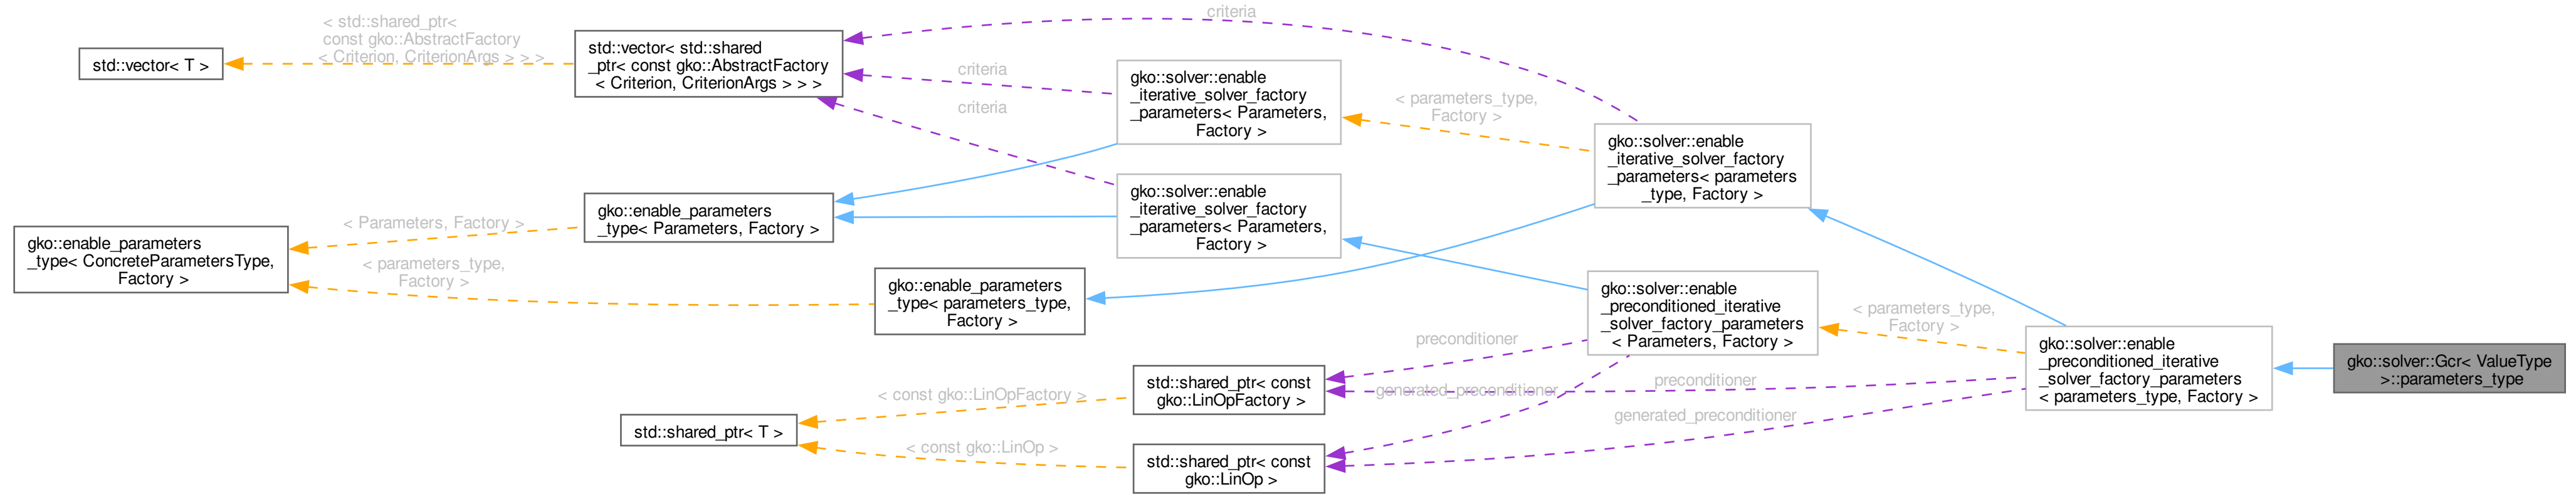 std::vector< T >
< std::shared_ptr<
const gko::AbstractFactory
< Criterion, CriterionArgs > > >
std::vector< std::shared
_ptr< const gko::AbstractFactory
< Criterion, CriterionArgs > > >
criteria
criteria
criteria
gko::solver::enable
_iterative_solver_factory
_parameters< Parameters,
Factory >
< parameters_type,
Factory >
gko::solver::enable
_iterative_solver_factory
_parameters< parameters
_type, Factory >
gko::solver::enable
_iterative_solver_factory
_parameters< Parameters,
Factory >
gko::enable_parameters
_type< Parameters, Factory >
< Parameters, Factory >
gko::enable_parameters
_type< ConcreteParametersType,
Factory >
< parameters_type,
Factory >
gko::enable_parameters
_type< parameters_type,
Factory >
gko::solver::enable
_preconditioned_iterative
_solver_factory_parameters
< Parameters, Factory >
< parameters_type,
Factory >
gko::solver::enable
_preconditioned_iterative
_solver_factory_parameters
< parameters_type, Factory >
gko::solver::Gcr< ValueType
>::parameters_type
preconditioner
generated_preconditioner
preconditioner
generated_preconditioner
std::shared_ptr< const
gko::LinOpFactory >
< const gko::LinOpFactory >
std::shared_ptr< T >
< const gko::LinOp >
std::shared_ptr< const
gko::LinOp >